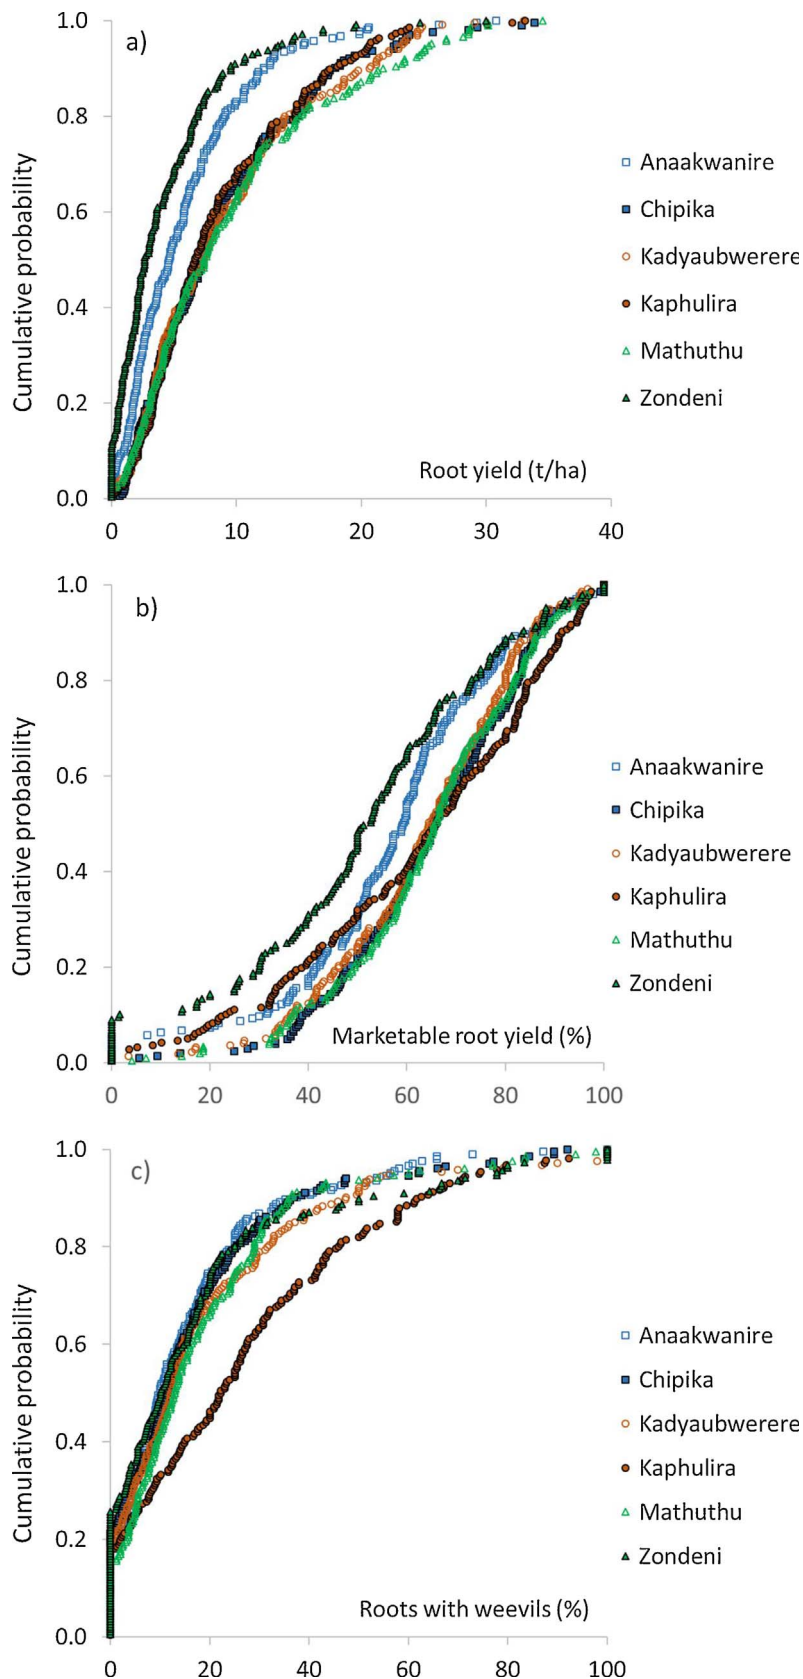 a)
Cumulative probability
1.0
0.8
0.6
0.4
0.2
0.0
0 10 20 30 40
Root yield (t/ha)
Anaakwanire
Chipika
Kadyaubwerere
Kaphulira
Mathuthu
Zondeni
b)
Cumulative probability
1.0
0.8
0.6
0.4
0.2
0.0
0 20 40 60 80 100
Marketable root yield (%)
Anaakwanire
Chipika
Kadyaubwerere
Kaphulira
Mathuthu
Zondeni
c)
Cumulative probability
1.0
0.8
0.6
0.4
0.2
0.0
0 20 40 60 80 100
Roots with weevils (%)
Anaakwanire
Chipika
Kadyaubwerere
Kaphulira
Mathuthu
Zondeni